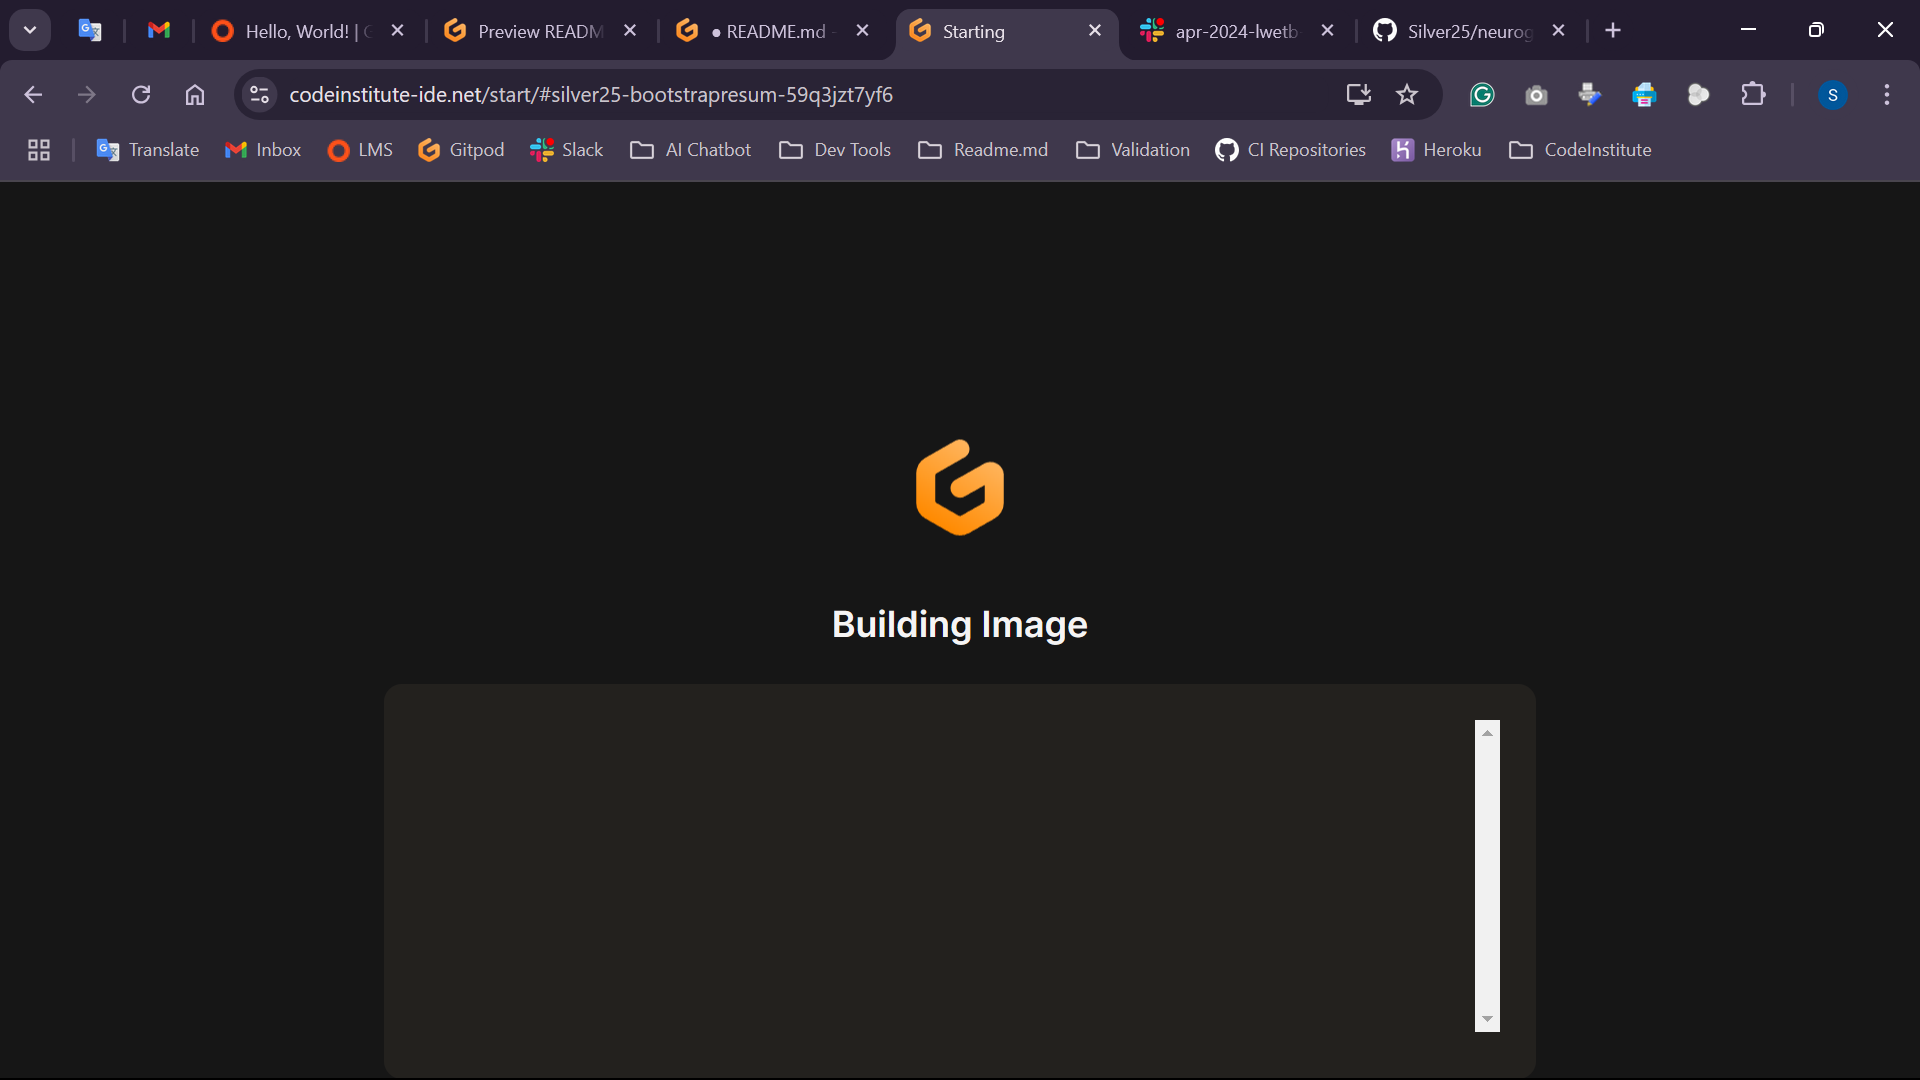 Hello, World! | G
Preview READM
● README.md -
Starting
apr-2024-lwetb
Silver25/neurog
codeinstitute-ide.net/start/#silver25-bootstrapresum-59q3jzt7yf6
S
Translate
Inbox
LMS
Gitpod
Slack
AI Chatbot
Dev Tools
Readme.md
Validation
CI Repositories
Heroku
CodeInstitute
Building Image